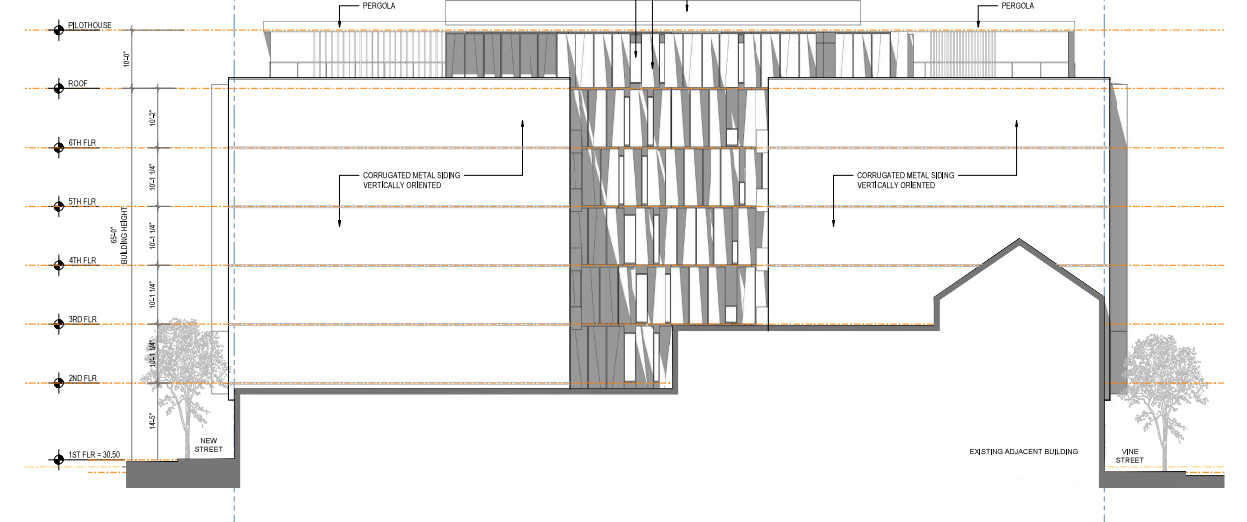 PERGOLA
PERGOLA
PILOTHOUSE
10'-0"
ROOF
10'-2"
6TH FLR
10'-1 1/4"
CORRUGATED METAL SIDING
VERTICALLY ORIENTED
CORRUGATED METAL SIDING
VERTICALLY ORIENTED
5TH FLR
65'-0"
BUILDING HEIGHT
10'-1 1/4"
4TH FLR
10'-1 1/4"
3RD FLR
10'-1 1/4"
2ND FLR
14'-5"
NEW
STREET
1ST FLR = 30.50
EXISTING ADJACENT BUILDING
VINE
STREET